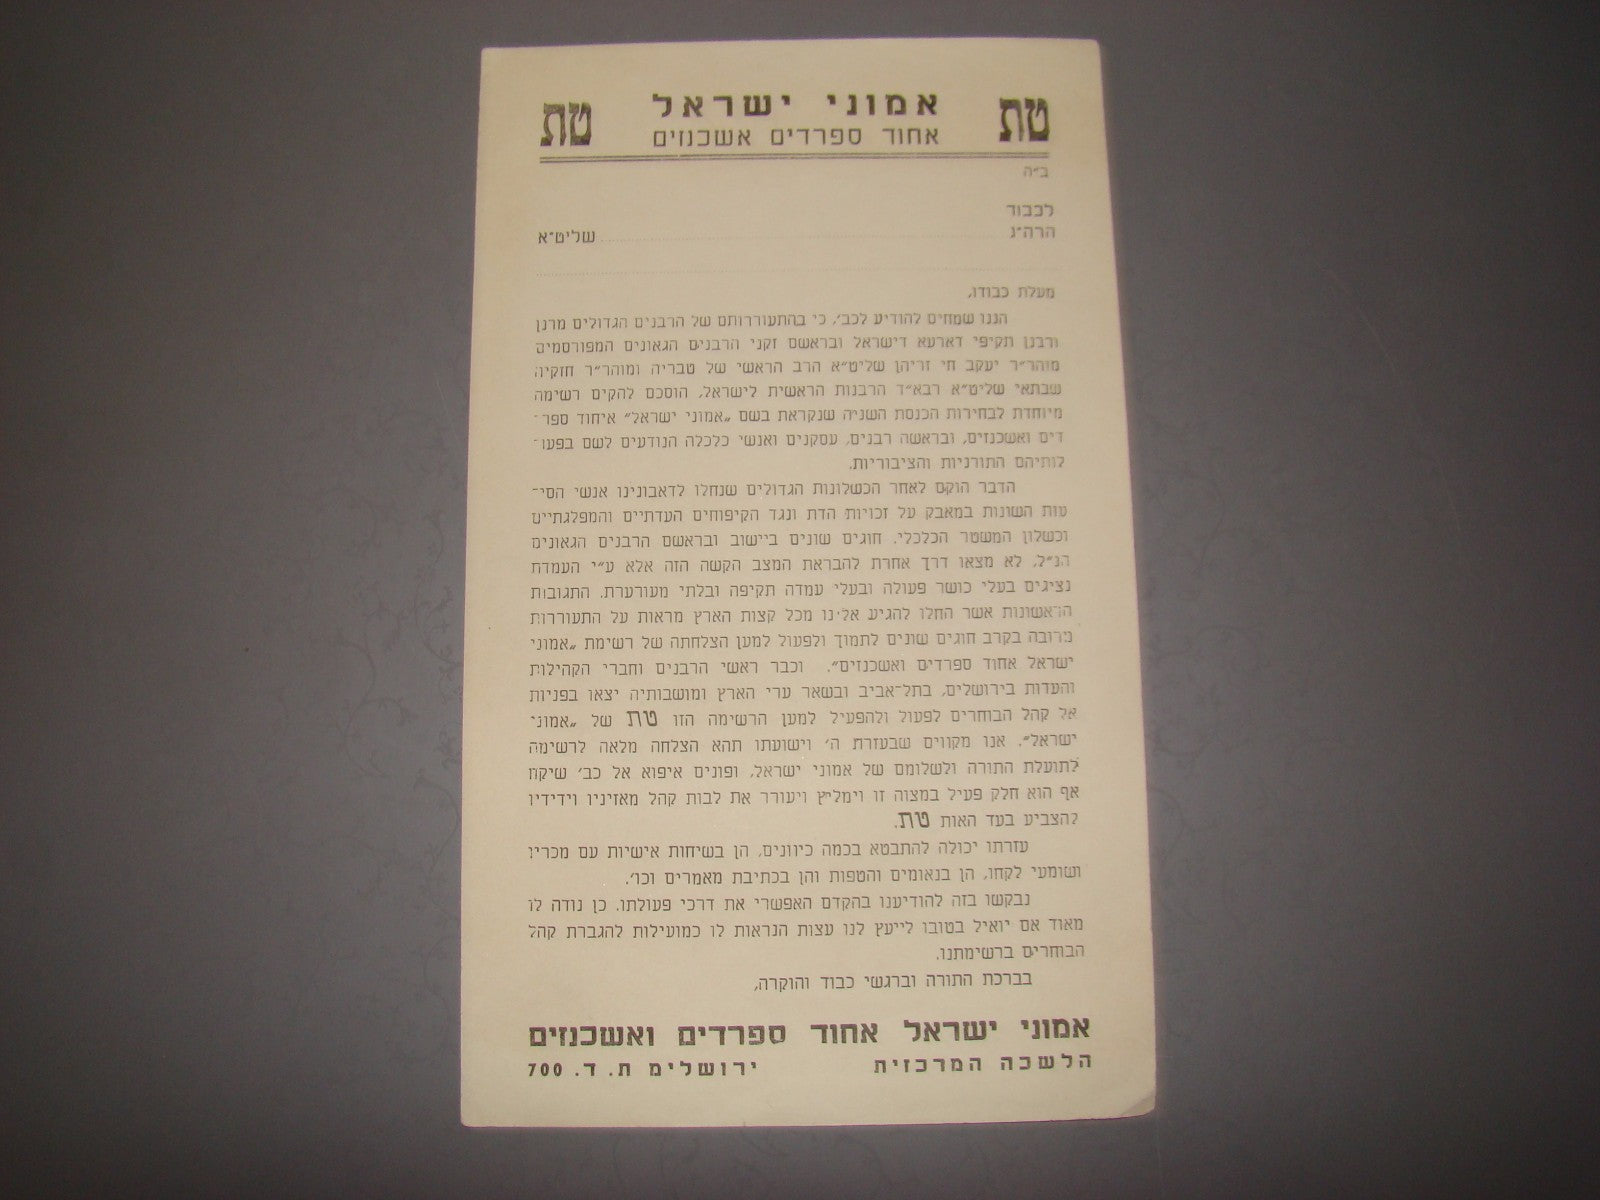 טת אמוני ישראל טת
אחוד ספרדים אשכנזים
ב״ה
לכבוד
הרה״ג שליט״א
מעלת כבודו,
הננו שמחים להודיע לכב׳, כי בהתעוררותם של הרבנים הגדולים מרנן
ורבנן תקיפי דארעא דישראל ובראשם זקני הרבנים הגאונים המפורסמים
מוהר״ר יעקב חי זריהן שליט״א הרב הראשי של טבריה ומוהר״ר חזקיה
שבתאי שליט״א רבא״ד הרבנות הראשית לישראל, הוסכם להקים רשימה
מיוחדת לבחירות הכנסת השניה שנקראת בשם „אמוני ישראל״ איחוד ספר־
דים ואשכנזים, ובראשה רבנים, עסקנים ואנשי כלכלה הנודעים לשם בפעו־
לותיהם התורניות והציבוריות.
הדבר הוקם לאחר הכשלונות הגדולים שנחלו לדאבונינו אנשי הסי־
עות השונות במאבק על זכויות הדת ונגד הקיפוחים העדתיים והמפלגתיים
וכשלון המשטר הכלכלי. חוגים שונים ביישוב ובראשם הרבנים הגאונים
הנ״ל, לא מצאו דרך אחרת להבראת המצב הקשה הזה אלא ע״י העמדת
נציגים בעלי כושר פעולה ובעלי עמדה תקיפה ובלתי מעורערת. התגובות
הראשונות אשר החלו להגיע אלינו מכל קצות הארץ מראות על התעוררות
מרובה בקרב חוגים שונים לתמוך ולפעול למען הצלחתה של רשימת „אמוני
ישראל אחוד ספרדים ואשכנזים״. וכבר ראשי הרבנים וחברי הקהילות
והעדות בירושלים, בתל־אביב ובשאר ערי הארץ ומושבותיה יצאו בפניות
אל קהל הבוחרים לפעול ולהפעיל למען הרשימה הזו טת של „אמוני
ישראל״. אנו מקווים שבעזרת ה׳ וישועתו תהא הצלחה מלאה לרשימה
לתועלת התורה ולשלומם של אמוני ישראל, ופונים איפוא אל כב׳ שיקח
אף הוא חלק פעיל במצוה זו וימליץ ויעורר את לבות קהל מאזיניו וידידיו
להצביע בעד האות טת.
עזרתו יכולה להתבטא בכמה כיוונים, הן בשיחות אישיות עם מכריו
ושומעי לקחו, הן בנאומים והטפות והן בכתיבת מאמרים וכו׳.
נבקשו בזה להודיענו בהקדם האפשרי את דרכי פעולתו. כן נודה לו
מאוד אם יואיל בטובו לייעץ לנו עצות הנראות לו כמועילות להגברת קהל
הבוחרים ברשימתנו.
בברכת התורה וברגשי כבוד והוקרה,
אמוני ישראל אחוד ספרדים ואשכנזים
הלשכה המרכזית ירושלים ת. ד. 700